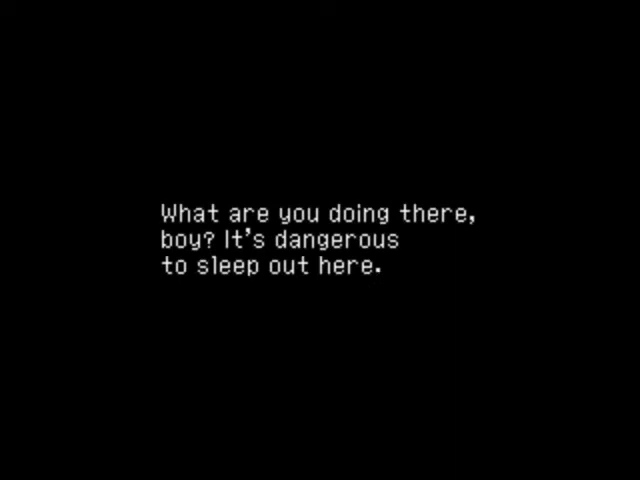 What are you doing there,
boy? It's dangerous
to sleep out here.